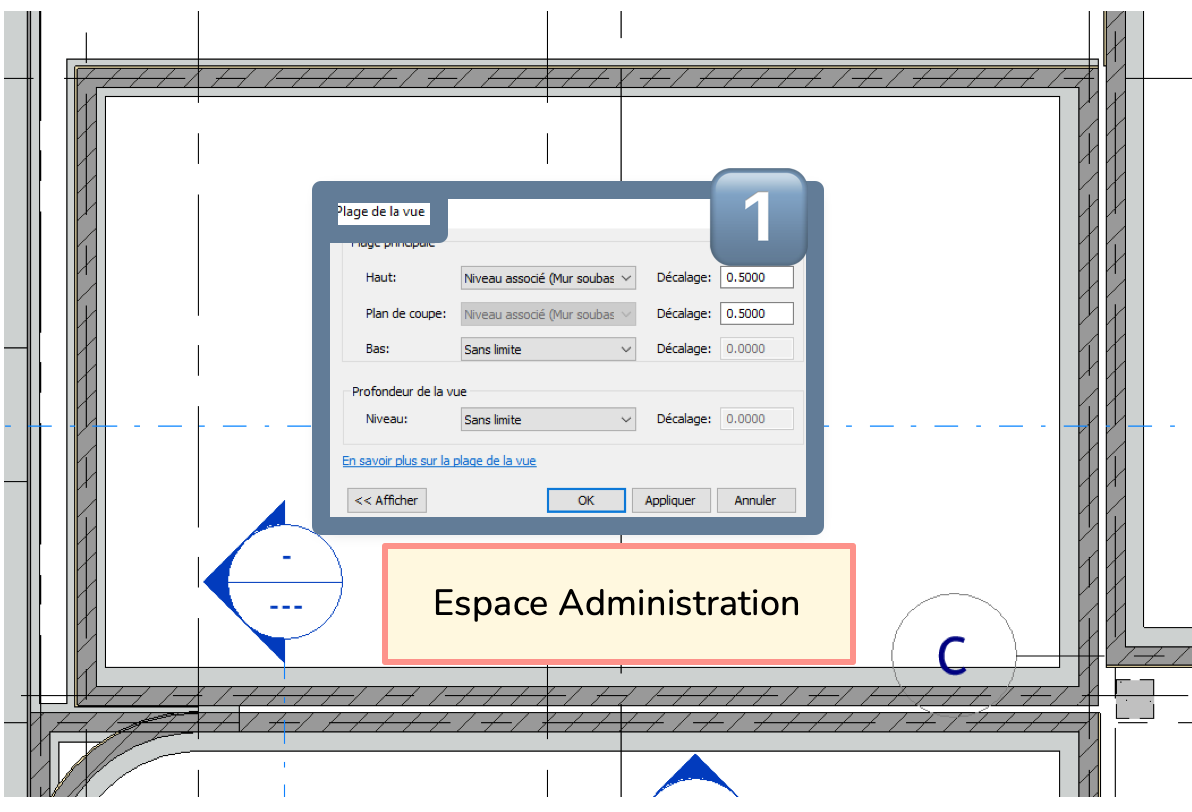 1
Plage de la vue
Plage principale
Haut: Niveau associé (Mur soubas Décalage: 0.5000
Plan de coupe: Niveau associé (Mur soubas Décalage: 0.5000
Bas: Sans limite Décalage: 0.0000
Profondeur de la vue
Niveau: Sans limite Décalage: 0.0000
En savoir plus sur la plage de la vue
<< Afficher OK Appliquer Annuler
-
---
Espace Administration
C